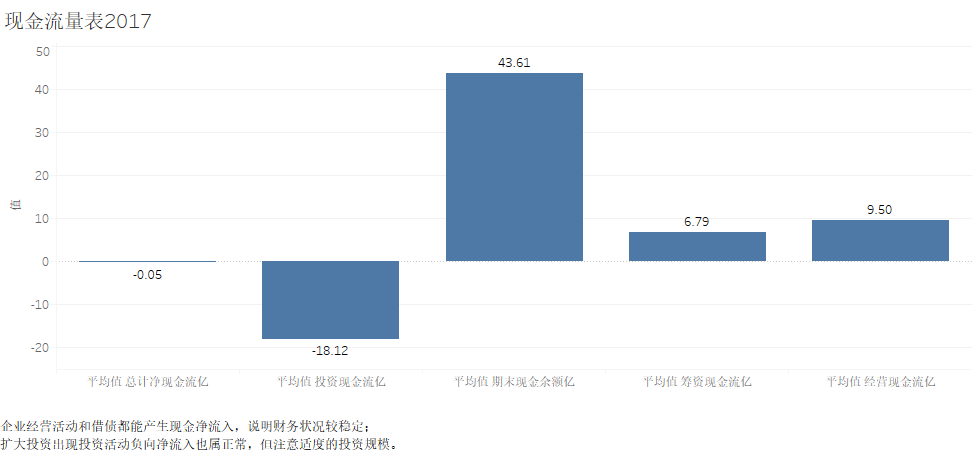 现金流量表2017
50
43.61
40
30
20
值
10
9.50
6.79
0
-0.05
-10
-18.12
-20
平均值 总计净现金流亿 平均值 投资现金流亿 平均值 期末现金余额亿 平均值 筹资现金流亿 平均值 经营现金流亿
企业经营活动和借债都能产生现金净流入，说明财务状况较稳定；
扩大投资出现投资活动负向净流入也属正常，但注意适度的投资规模。